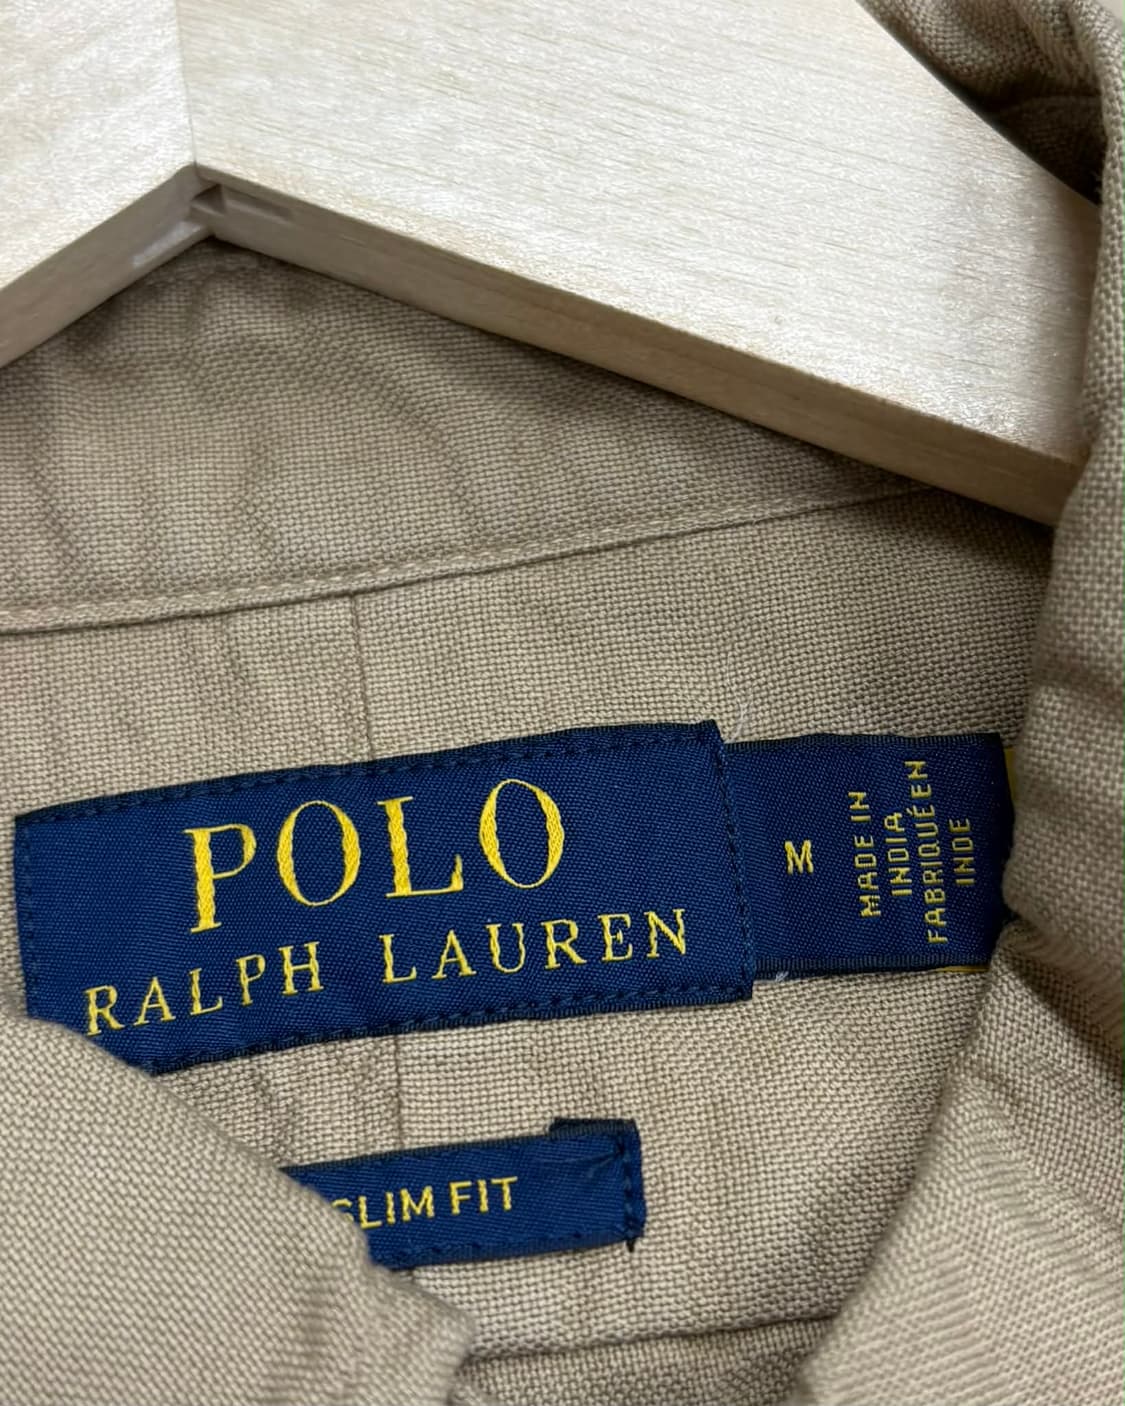 POLO
RALPH LAUREN
M
MADE IN
INDIA
FABRIQUÉ EN
INDE
SLIM FIT